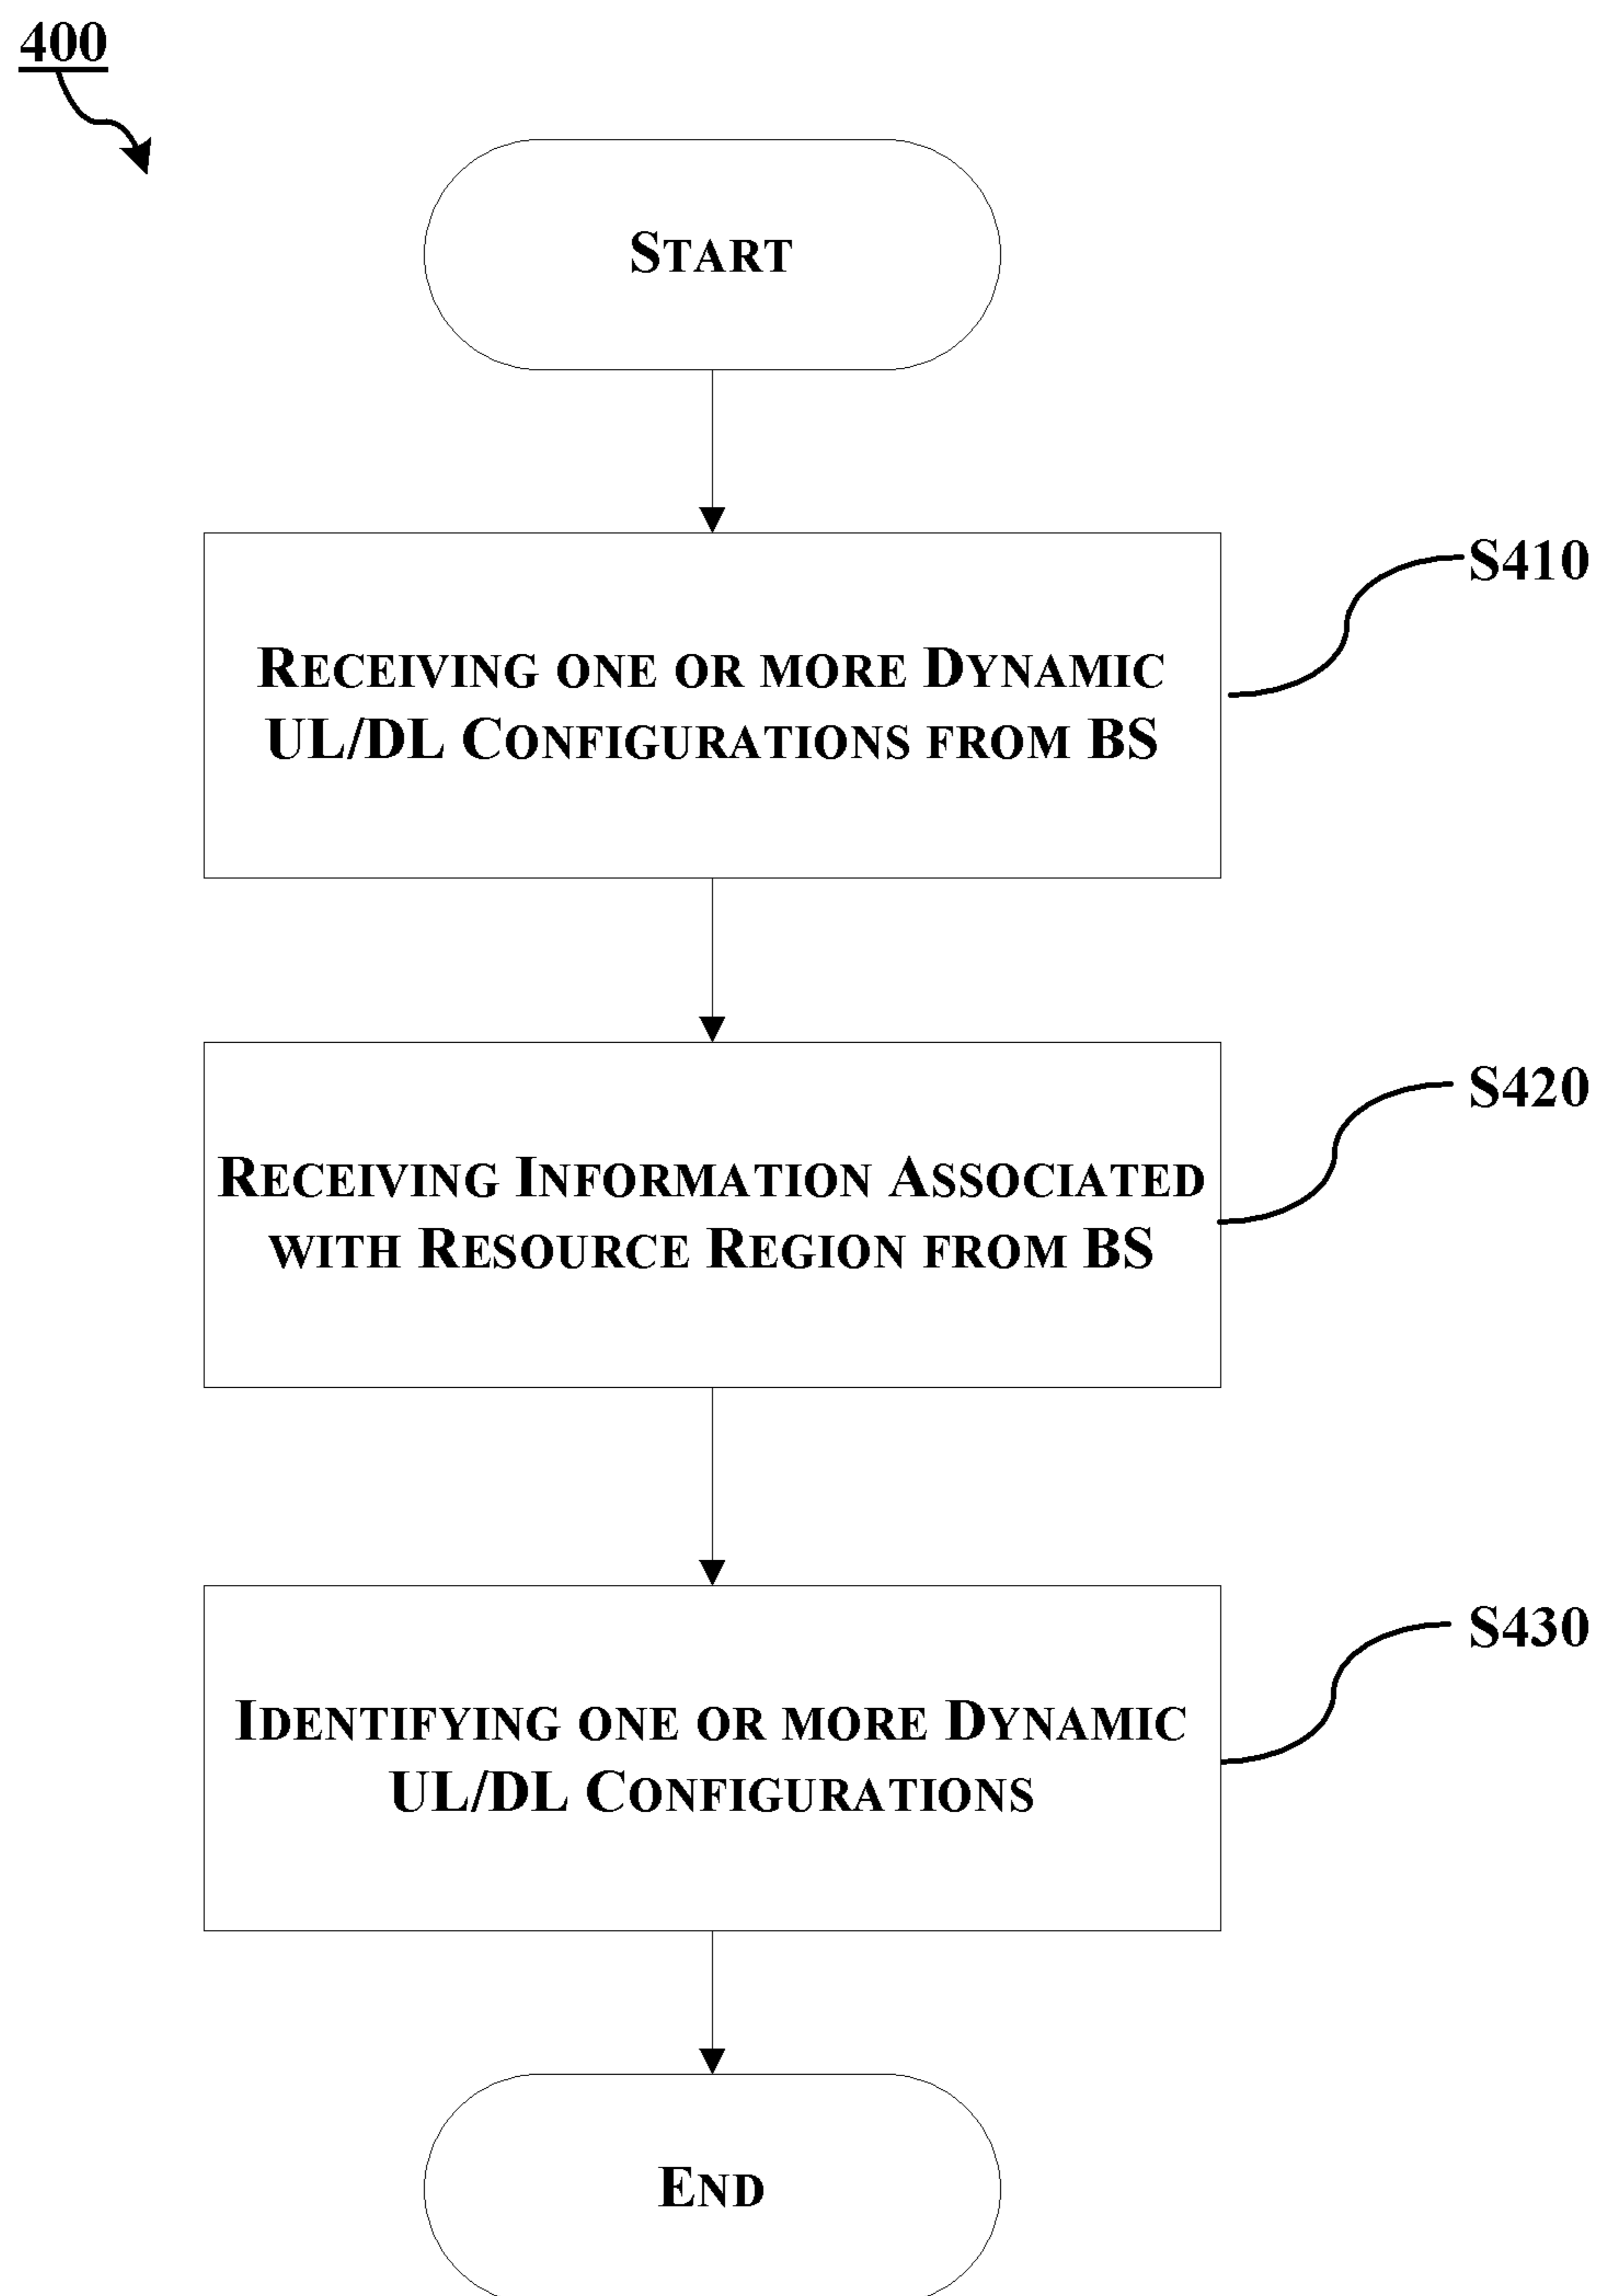 400
START
RECEIVING ONE OR MORE DYNAMIC
UL/DL CONFIGURATIONS FROM BS
S410
RECEIVING INFORMATION ASSOCIATED
WITH RESOURCE REGION FROM BS
S420
IDENTIFYING ONE OR MORE DYNAMIC
UL/DL CONFIGURATIONS
S430
END